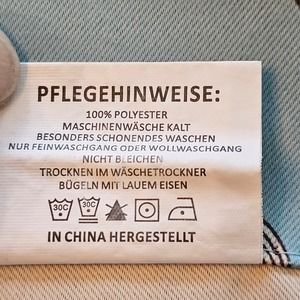 PFLEGEHINWEISE:
100% POLYESTER
MASCHINENWÄSCHE KALT
BESONDERS SCHONENDES WASCHEN
NUR FEINWASCHGANG ODER WOLLWASCHGANG
NICHT BLEICHEN
TROCKNEN IM WÄSCHETROCKNER
BÜGELN MIT LAUEM EISEN
30C 30C
IN CHINA HERGESTELLT